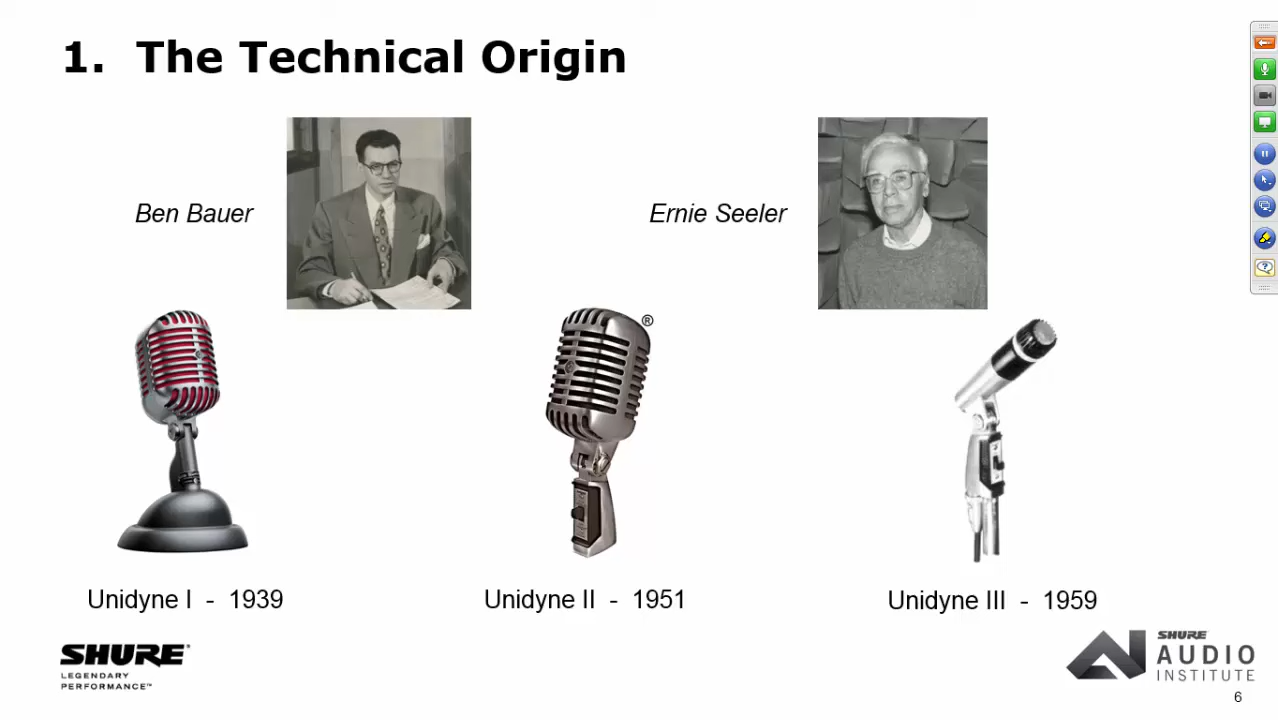 1. The Technical Origin
Ben Bauer
Ernie Seeler
®
Unidyne I - 1939
Unidyne II - 1951
Unidyne III - 1959
SHURE®
LEGENDARY
PERFORMANCE™
SHURE
AUDIO
INSTITUTE
6